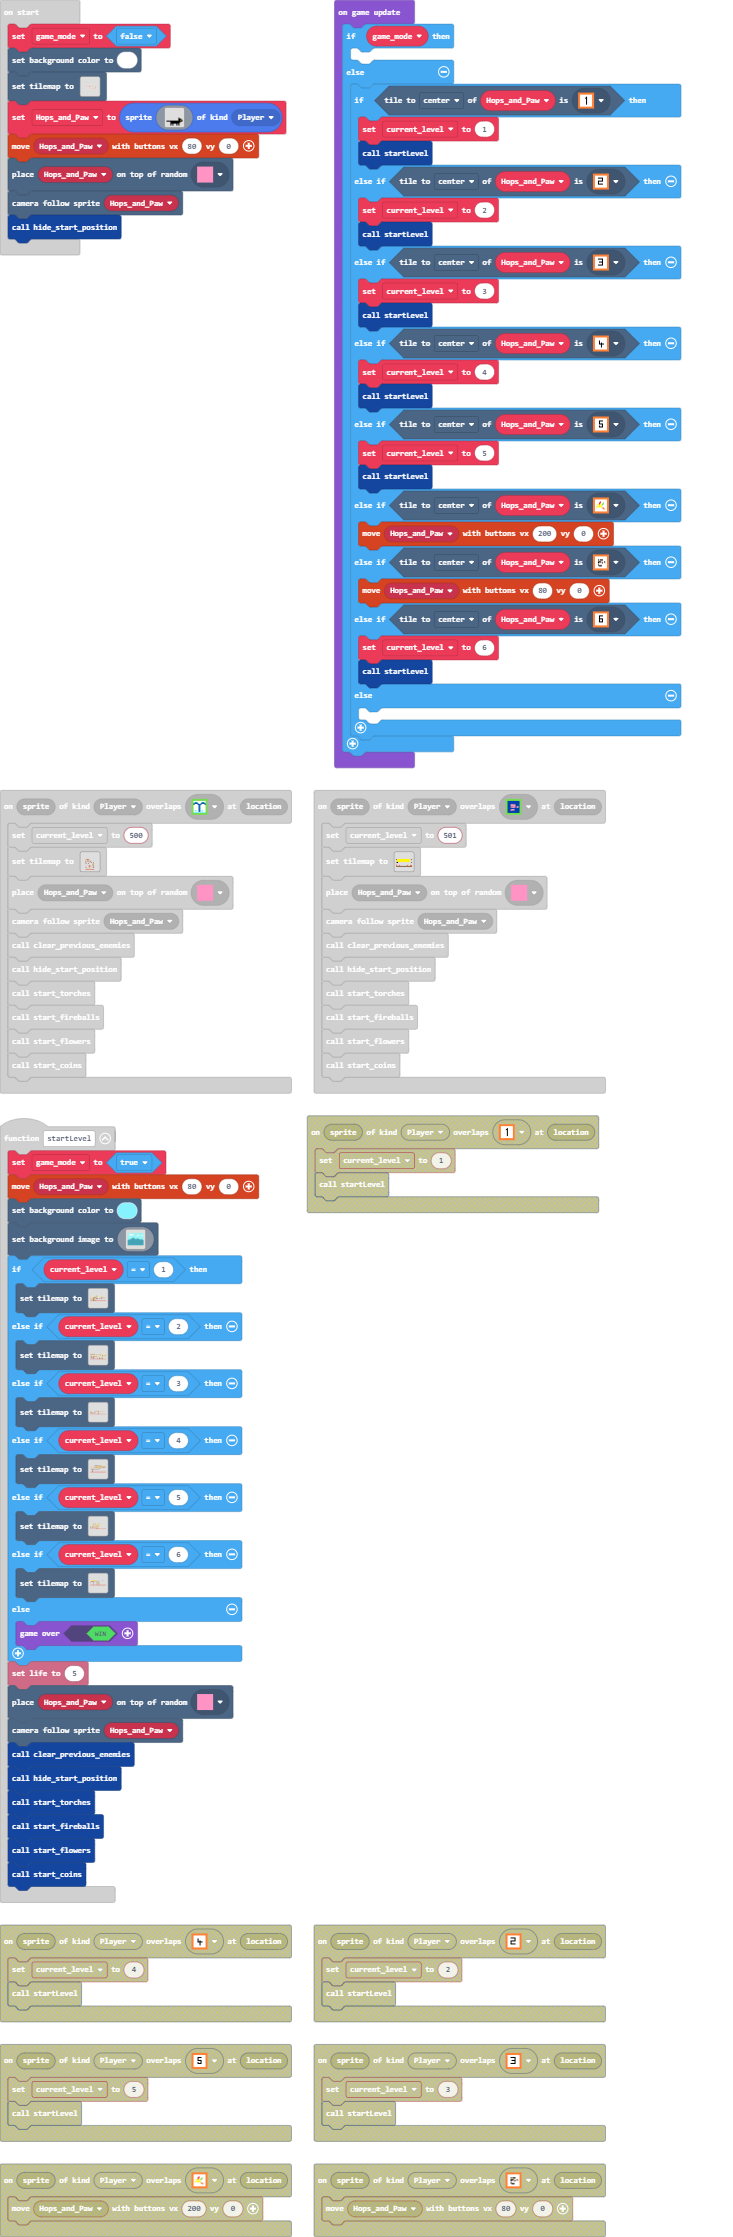 on start
set game_mode to false
set background color to
set tilemap to
set Hops_and_Paw to sprite of kind Player
move Hops_and_Paw with buttons vx 80 vy 0
place Hops_and_Paw on top of random
camera follow sprite Hops_and_Paw
call hide_start_position
on game update
if game_mode then
else
if tile to center of Hops_and_Paw is 1 then
set current_level to 1
call startLevel
else if tile to center of Hops_and_Paw is 2 then
set current_level to 2
call startLevel
else if tile to center of Hops_and_Paw is 3 then
set current_level to 3
call startLevel
else if tile to center of Hops_and_Paw is 4 then
set current_level to 4
call startLevel
else if tile to center of Hops_and_Paw is 5 then
set current_level to 5
call startLevel
else if tile to center of Hops_and_Paw is then
move Hops_and_Paw with buttons vx 200 vy 0
else if tile to center of Hops_and_Paw is then
move Hops_and_Paw with buttons vx 80 vy 0
else if tile to center of Hops_and_Paw is 6 then
set current_level to 6
call startLevel
else
on sprite of kind Player overlaps at location
set current_level to 500
set tilemap to
place Hops_and_Paw on top of random
camera follow sprite Hops_and_Paw
call clear_previous_enemies
call hide_start_position
call start_torches
call start_fireballs
call start_flowers
call start_coins
on sprite of kind Player overlaps at location
set current_level to 501
set tilemap to
place Hops_and_Paw on top of random
camera follow sprite Hops_and_Paw
call clear_previous_enemies
call hide_start_position
call start_torches
call start_fireballs
call start_flowers
call start_coins
function startLevel
set game_mode to true
move Hops_and_Paw with buttons vx 80 vy 0
set background color to
set background image to
if current_level = 1 then
set tilemap to
else if current_level = 2 then
set tilemap to
else if current_level = 3 then
set tilemap to
else if current_level = 4 then
set tilemap to
else if current_level = 5 then
set tilemap to
else if current_level = 6 then
set tilemap to
else
game over WIN
set life to 5
place Hops_and_Paw on top of random
camera follow sprite Hops_and_Paw
call clear_previous_enemies
call hide_start_position
call start_torches
call start_fireballs
call start_flowers
call start_coins
on sprite of kind Player overlaps 1 at location
set current_level to 1
call startLevel
on sprite of kind Player overlaps 4 at location
set current_level to 4
call startLevel
on sprite of kind Player overlaps 2 at location
set current_level to 2
call startLevel
on sprite of kind Player overlaps 5 at location
set current_level to 5
call startLevel
on sprite of kind Player overlaps 3 at location
set current_level to 3
call startLevel
on sprite of kind Player overlaps at location
move Hops_and_Paw with buttons vx 200 vy 0
on sprite of kind Player overlaps at location
move Hops_and_Paw with buttons vx 80 vy 0